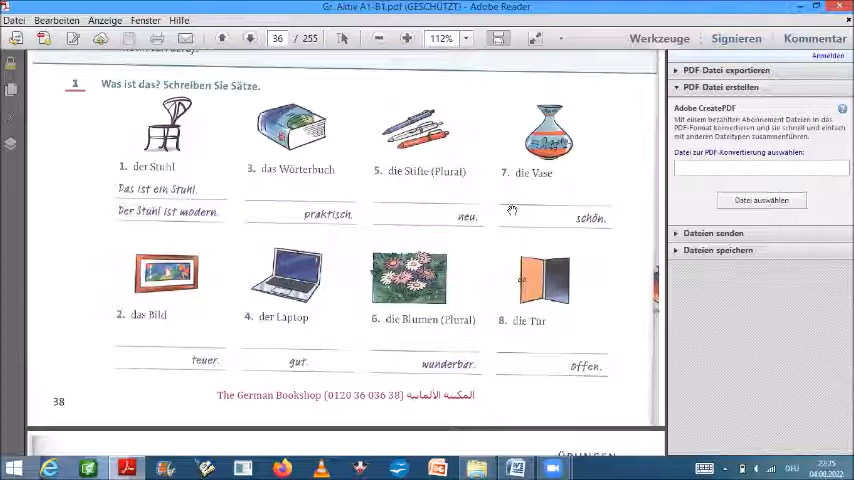 Gr. Aktiv A1-B1.pdf (GESCHÜTZT) - Adobe Reader
Datei Bearbeiten Anzeige Fenster Hilfe
36 / 255
112%
Werkzeuge Signieren Kommentar
Anmelden
1 Was ist das? Schreiben Sie Sätze.
1. der Stuhl
3. das Wörterbuch
5. die Stifte (Plural)
7. die Vase
Das ist ein Stuhl.
Der Stuhl ist modern.
praktisch.
neu.
schön.
2. das Bild
4. der Laptop
6. die Blumen (Plural)
8. die Tür
teuer.
gut.
wunderbar.
offen.
38
The German Bookshop (0120 36 036 38) المكتبة الألمانية
ÜBUNGEN
PDF Datei exportieren
PDF Datei erstellen
Adobe CreatePDF
Mit einem bezahlten Abonnement Dateien in das
PDF-Format konvertieren und sie schnell und einfach
mit anderen Dateitypen zusammenführen.
Datei zur PDF-Konvertierung auswählen:
Datei auswählen
Dateien senden
Dateien speichern
DEU
22:25
04.08.2022